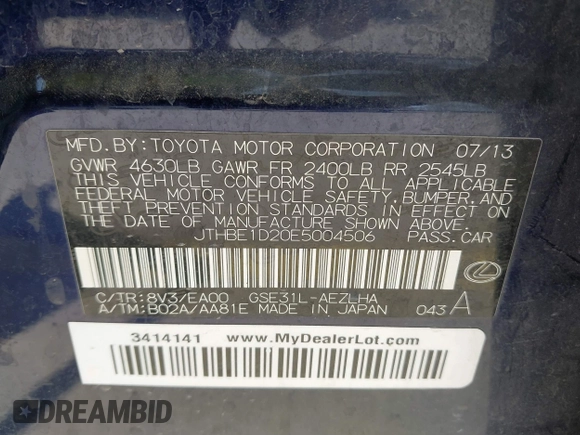 MFD.BY:TOYOTA MOTOR CORPORATION 07/13
GVWR 4630LB GAWR FR 2400LB RR 2545LB
THIS VEHICLE CONFORMS TO ALL APPLICABLE
FEDERAL MOTOR VEHICLE SAFETY,BUMPER,AND
THEFT PREVENTION STANDARDS IN EFFECT ON
THE DATE OF MANUFACTURE SHOWN ABOVE.
JTHBE1D20E5004506 PASS.CAR
C/TR:8V3/EA00 GSE31L-AEZLHA
A/TM:B02A/AA81E MADE IN JAPAN 043 A
3414141 www.MyDealerLot.com
DREAMBID